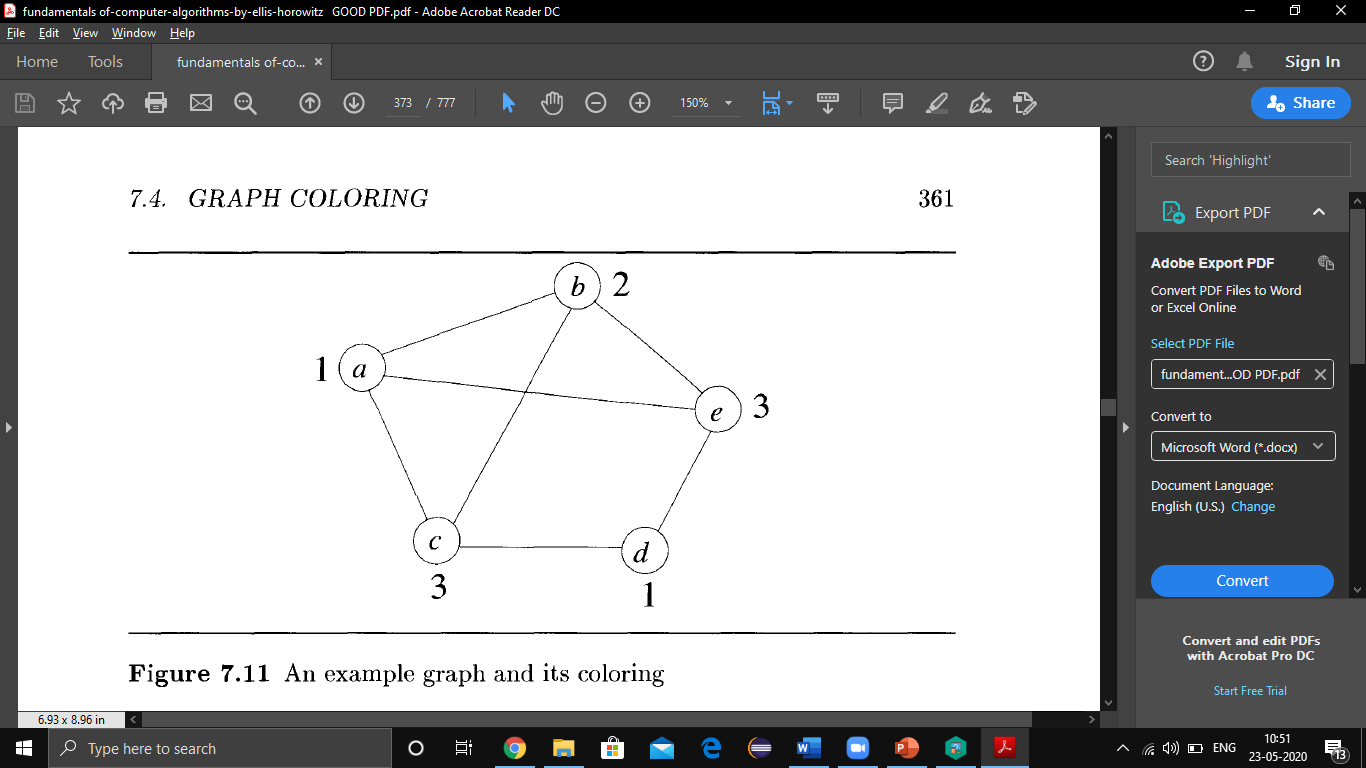 fundamentals of-computer-algorithms-by-ellis-horowitz GOOD PDF.pdf - Adobe Acrobat Reader DC
File Edit View Window Help
Home Tools fundamentals of-co... ×
Sign In
373 / 777
150%
Share
7.4. GRAPH COLORING 361
b 2
1 a
e 3
c
d
3
1
Figure 7.11 An example graph and its coloring
6.93 x 8.96 in
Search 'Highlight'
Export PDF
Adobe Export PDF
Convert PDF Files to Word
or Excel Online
Select PDF File
fundament...OD PDF.pdf
Convert to
Microsoft Word (*.docx)
Document Language:
English (U.S.) Change
Convert
Convert and edit PDFs
with Acrobat Pro DC
Start Free Trial
Type here to search
ENG
10:51
23-05-2020
13